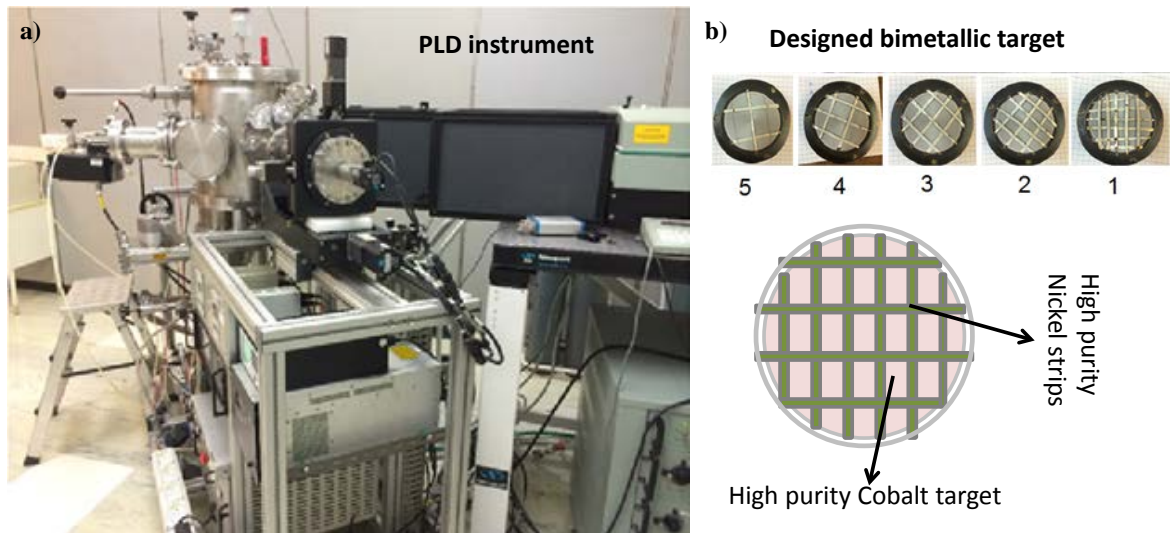 a)
PLD instrument
b)
Designed bimetallic target
5 4 3 2 1
High purity
Nickel strips
High purity Cobalt target